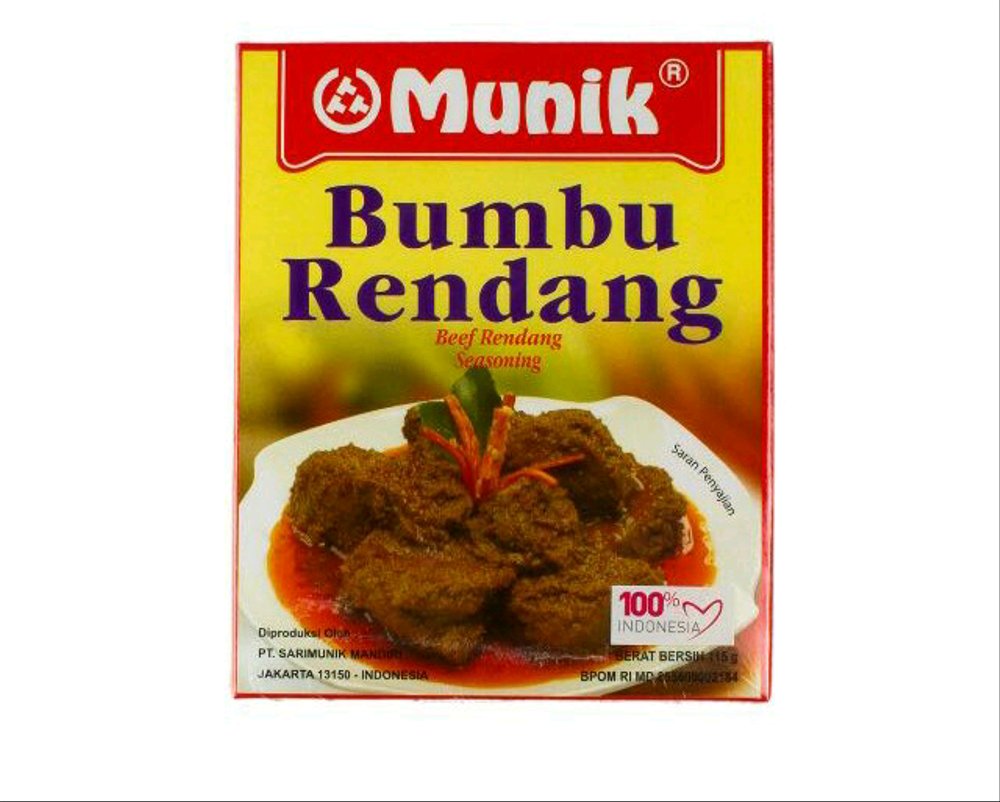 Munik®
Bumbu
Rendang
Beef Rendang
Seasoning
Saran Penyajian
100%
INDONESIA
Diproduksi Oleh
PT. SARIMUNIK MANDIRI
JAKARTA 13150 - INDONESIA
BERAT BERSIH 115 g
BPOM RI MD